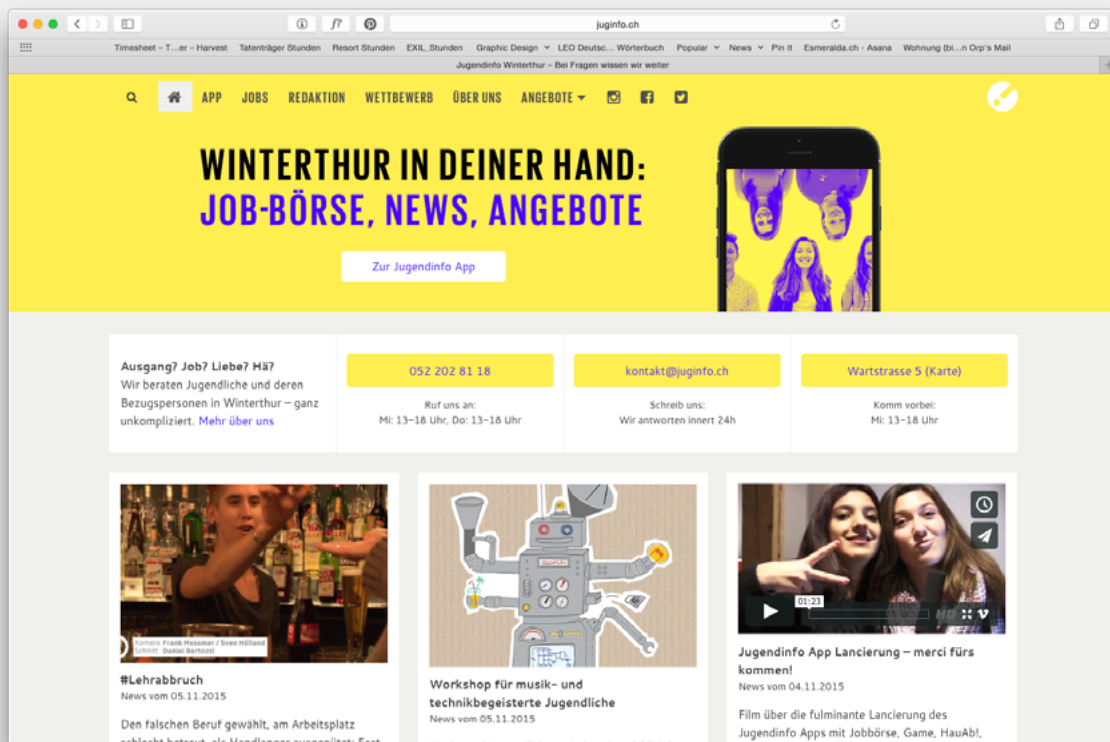 juginfo.ch
Timesheet – T...er – Harvest Tatenträger Stunden Resort Stunden EXIL_Stunden Graphic Design LEO Deutsc... Wörterbuch Popular News Pin It Esmeralda.ch - Asana Wohnung (bi...n Orp's Mail
Jugendinfo Winterthur – Bei Fragen wissen wir weiter
APP JOBS REDAKTION WETTBEWERB ÜBER UNS ANGEBOTE
WINTERTHUR IN DEINER HAND:
JOB-BÖRSE, NEWS, ANGEBOTE
Zur Jugendinfo App
Ausgang? Job? Liebe? Hä?
Wir beraten Jugendliche und deren
Bezugspersonen in Winterthur – ganz
unkompliziert. Mehr über uns
052 202 81 18
Ruf uns an:
Mi: 13–18 Uhr, Do: 13–18 Uhr
kontakt@juginfo.ch
Schreib uns:
Wir antworten innert 24h
Wartstrasse 5 (Karte)
Komm vorbei:
Mi: 13–18 Uhr
Kamera Frank Messmer / Sven Holland
Schnitt Daniel Bertozzi
#Lehrabbruch
News vom 05.11.2015
Den falschen Beruf gewählt, am Arbeitsplatz
Workshop für musik- und
technikbegeisterte Jugendliche
News vom 05.11.2015
01:23
HD
Jugendinfo App Lancierung – merci fürs
kommen!
News vom 04.11.2015
Film über die fulminante Lancierung des
Jugendinfo Apps mit Jobbörse, Game, HauAb!,